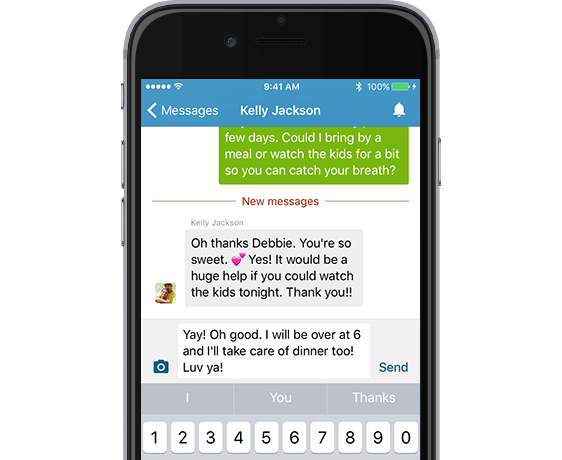 9:41 AM
100%
Messages
Kelly Jackson
few days. Could I bring by a
meal or watch the kids for a bit
so you can catch your breath?
New messages
Kelly Jackson
Oh thanks Debbie. You're so
sweet. 💕 Yes! It would be a
huge help if you could watch
the kids tonight. Thank you!!
Yay! Oh good. I will be over at 6
and I'll take care of dinner too!
Luv ya!
Send
I You Thanks
1 2 3 4 5 6 7 8 9 0